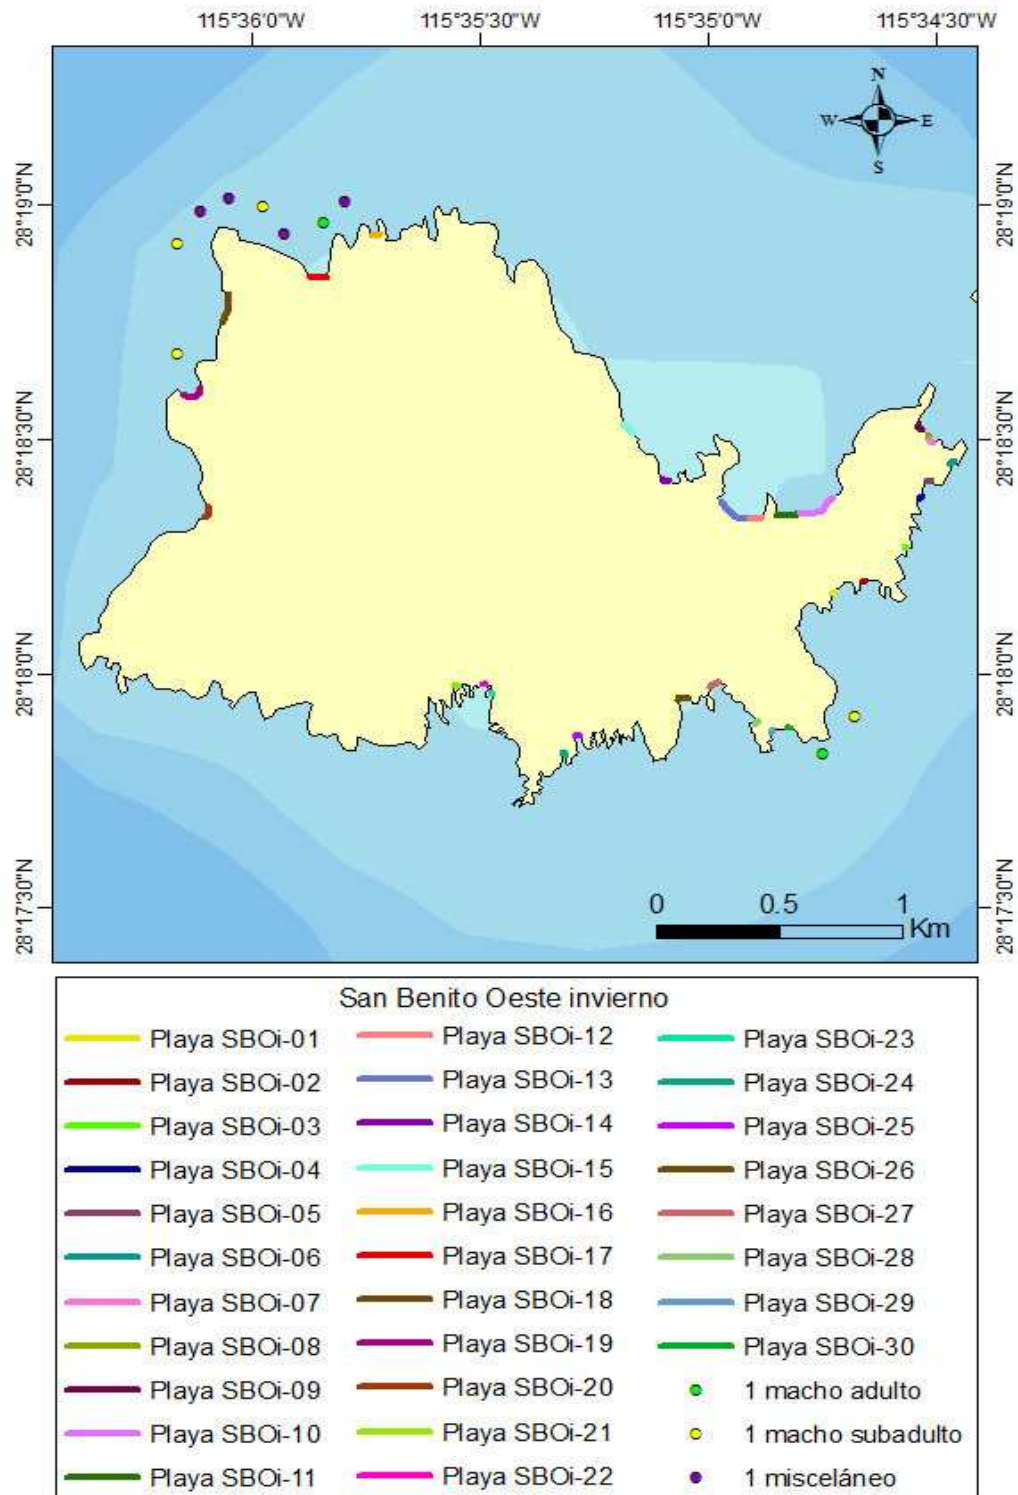 115°36'0"W 115°35'30"W 115°35'0"W 115°34'30"W
N
W E
S
28°19'0"N 28°19'0"N
28°18'30"N 28°18'30"N
28°18'0"N 28°18'0"N
28°17'30"N 28°17'30"N
0 0.5 1
Km
San Benito Oeste invierno
Playa SBOi-01
Playa SBOi-02
Playa SBOi-03
Playa SBOi-04
Playa SBOi-05
Playa SBOi-06
Playa SBOi-07
Playa SBOi-08
Playa SBOi-09
Playa SBOi-10
Playa SBOi-11
Playa SBOi-12
Playa SBOi-13
Playa SBOi-14
Playa SBOi-15
Playa SBOi-16
Playa SBOi-17
Playa SBOi-18
Playa SBOi-19
Playa SBOi-20
Playa SBOi-21
Playa SBOi-22
Playa SBOi-23
Playa SBOi-24
Playa SBOi-25
Playa SBOi-26
Playa SBOi-27
Playa SBOi-28
Playa SBOi-29
Playa SBOi-30
1 macho adulto
1 macho subadulto
1 misceláneo